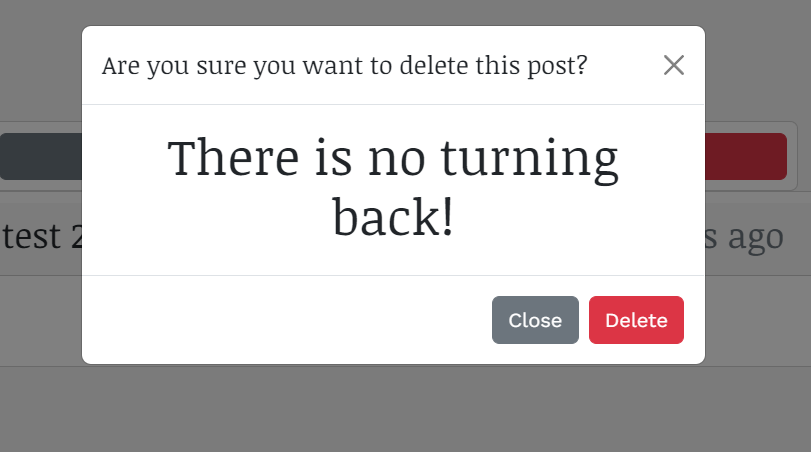 Are you sure you want to delete this post?
There is no turning
back!
test 2
s ago
Close
Delete